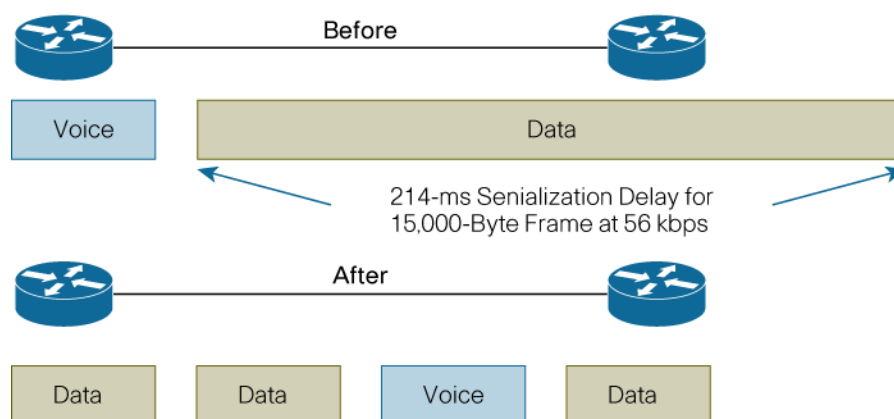 Before
Voice
Data
214-ms Senialization Delay for
15,000-Byte Frame at 56 kbps
After
Data
Data
Voice
Data